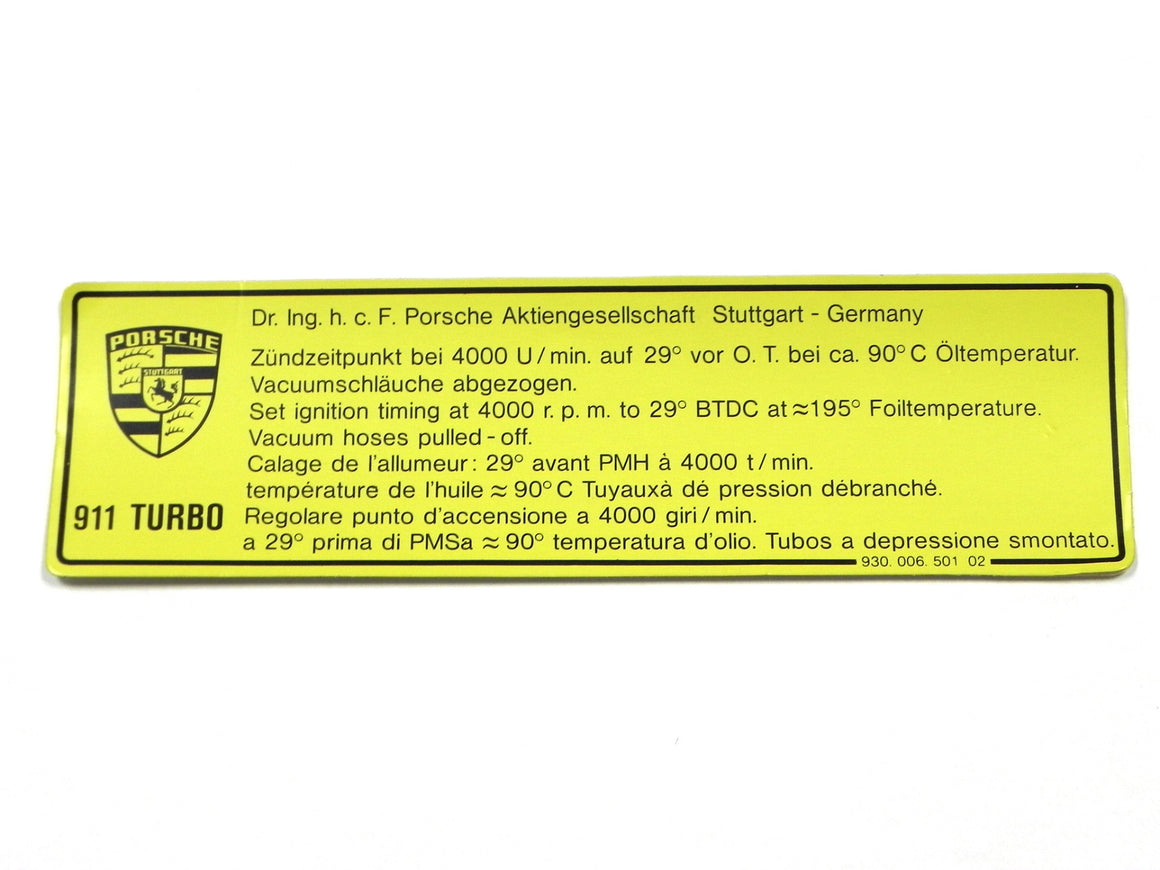 Dr. Ing. h. c. F. Porsche Aktiengesellschaft Stuttgart - Germany
PORSCHE
STUTTGART
Zündzeitpunkt bei 4000 U/min. auf 29° vor O. T. bei ca. 90° C Öltemperatur.
Vacuumschläuche abgezogen.
Set ignition timing at 4000 r. p. m. to 29° BTDC at ≈195° Foiltemperature.
Vacuum hoses pulled-off.
Calage de l'allumeur: 29° avant PMH à 4000 t/min.
température de l'huile ≈ 90° C Tuyauxà dé pression débranché.
911 TURBO
Regolare punto d'accensione a 4000 giri/min.
a 29° prima di PMSa ≈ 90° temperatura d'olio. Tubos a depressione smontato.
930. 006. 501 02